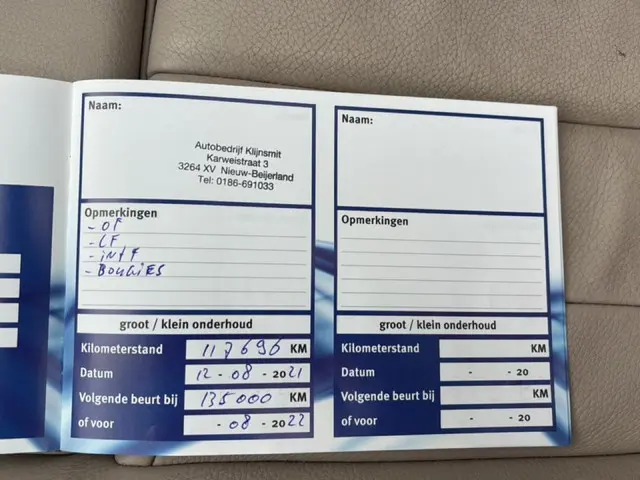 Naam:
Autobedrijf Klijnsmit
Karweistraat 3
3264 XV Nieuw-Beijerland
Tel: 0186-691033
Opmerkingen
- OF
- LF
- intF
- BOUGIES
groot / klein onderhoud
Kilometerstand 117696 KM
Datum 12 - 08 - 2021
Volgende beurt bij 135000 KM
of voor - 08 - 2022
Naam:
Opmerkingen
groot / klein onderhoud
Kilometerstand KM
Datum - - 20
Volgende beurt bij KM
of voor - - 20